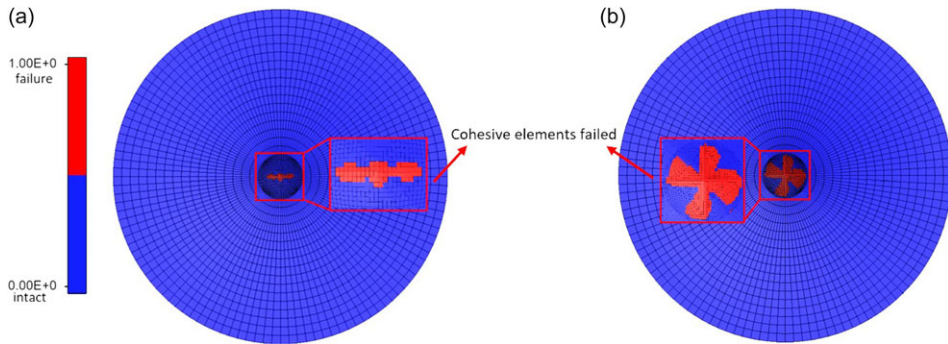 (a)
(b)
1.00E+0
failure
Cohesive elements failed
0.00E+0
intact